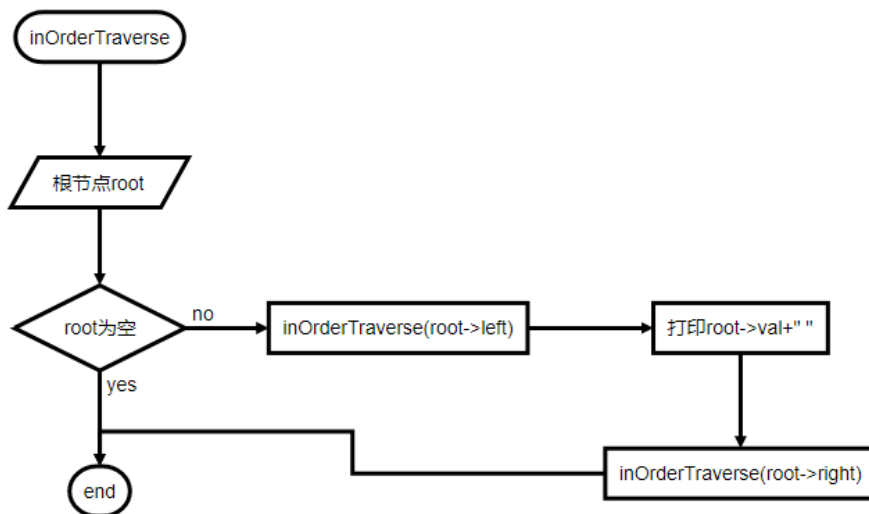 inOrderTraverse
根节点root
root为空
no
inOrderTraverse(root->left)
打印root->val+" "
yes
inOrderTraverse(root->right)
end